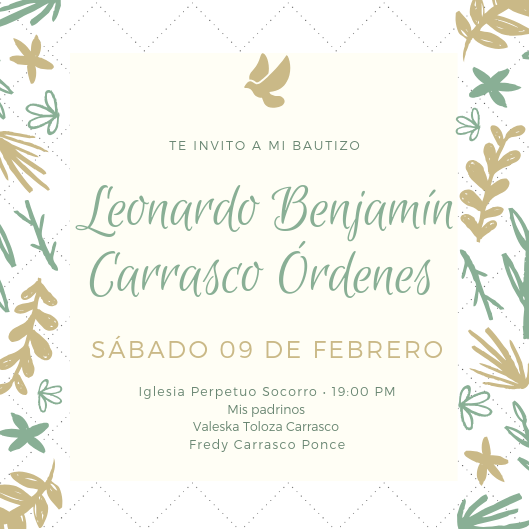 TE INVITO A MI BAUTIZO
Leonardo Benjamín
Carrasco Órdenes
SÁBADO 09 DE FEBRERO
Iglesia Perpetuo Socorro • 19:00 PM
Mis padrinos
Valeska Toloza Carrasco
Fredy Carrasco Ponce